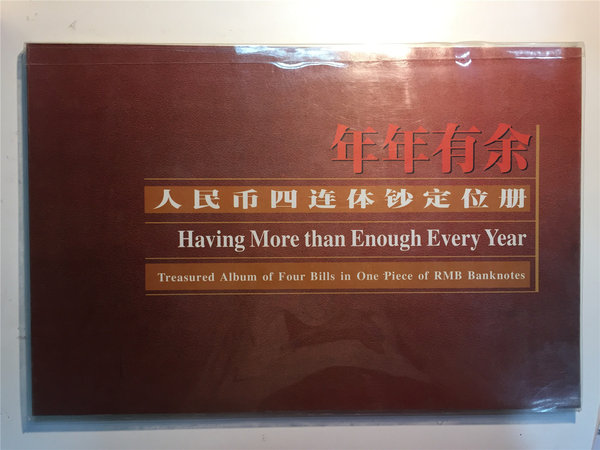 年年有余
人民币四连体钞定位册
Having More than Enough Every Year
Treasured Album of Four Bills in One Piece of RMB Banknotes